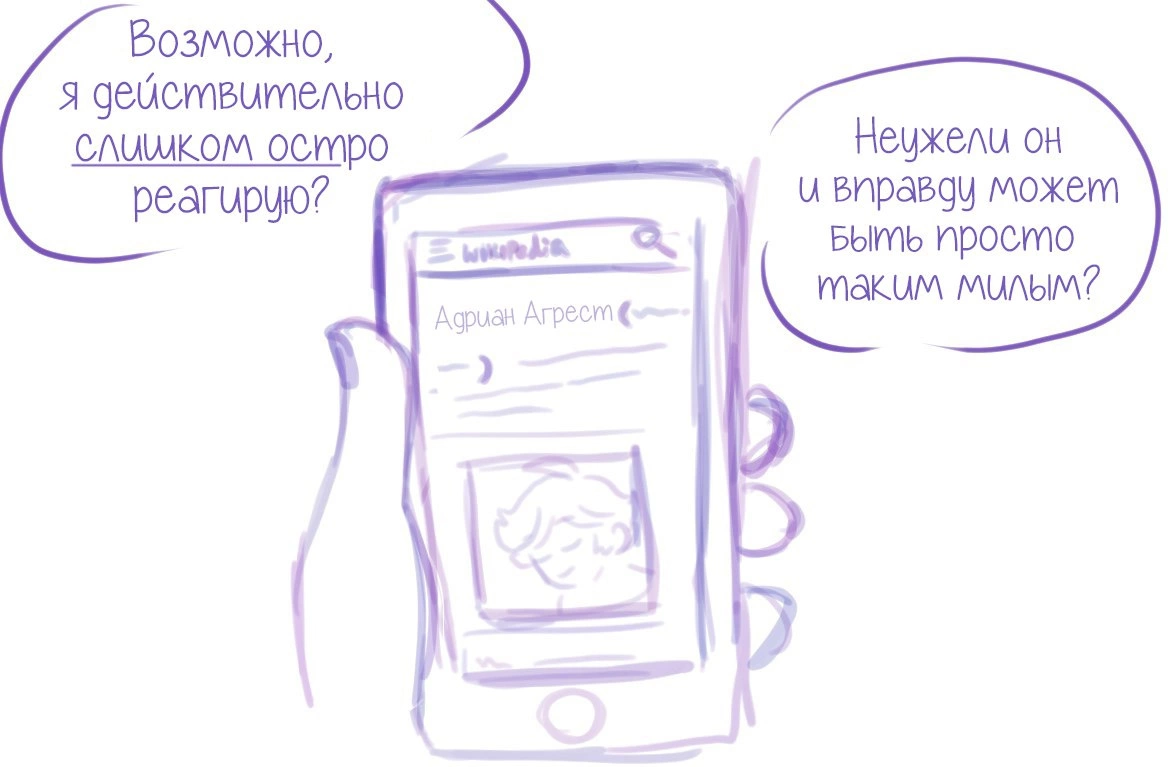 Возможно,
я действительно
слишком остро
реагирую?
Неужели он
и вправду может
быть просто
таким милым?
WIKIPedia
Адриан Агрест (
)